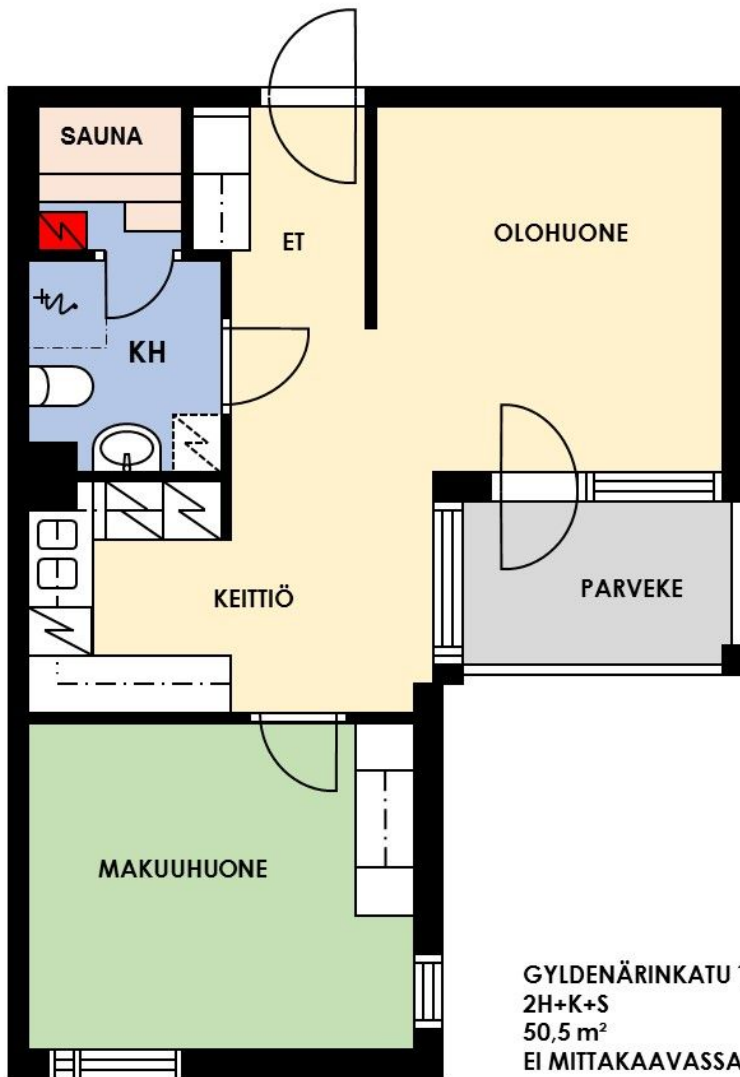 SAUNA
ET
OLOHUONE
KH
KEITTIÖ
PARVEKE
MAKUUHUONE
GYLDENÄRINKATU
2H+K+S
50,5 m²
EI MITTAKAAVASSA